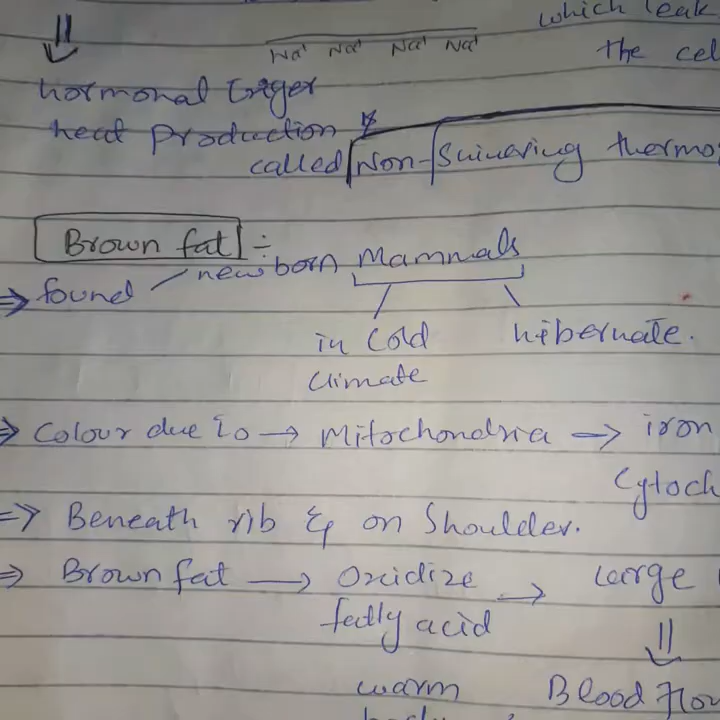 which leak
⇓ Na+ Na+ Na+ Na+ the cel
hormonal triger
heat Production
called Non-Shivering thermo
Brown fat ÷
⇒ found newborn Mammals
in Cold hibernate.
Climate
⇒ Colour due to → Mitochondria → iron
Cytoch
⇒ Beneath rib & on Shoulder.
⇒ Brown fat → Oxidize → Large
fatty acid ⇓
warm Blood Flow